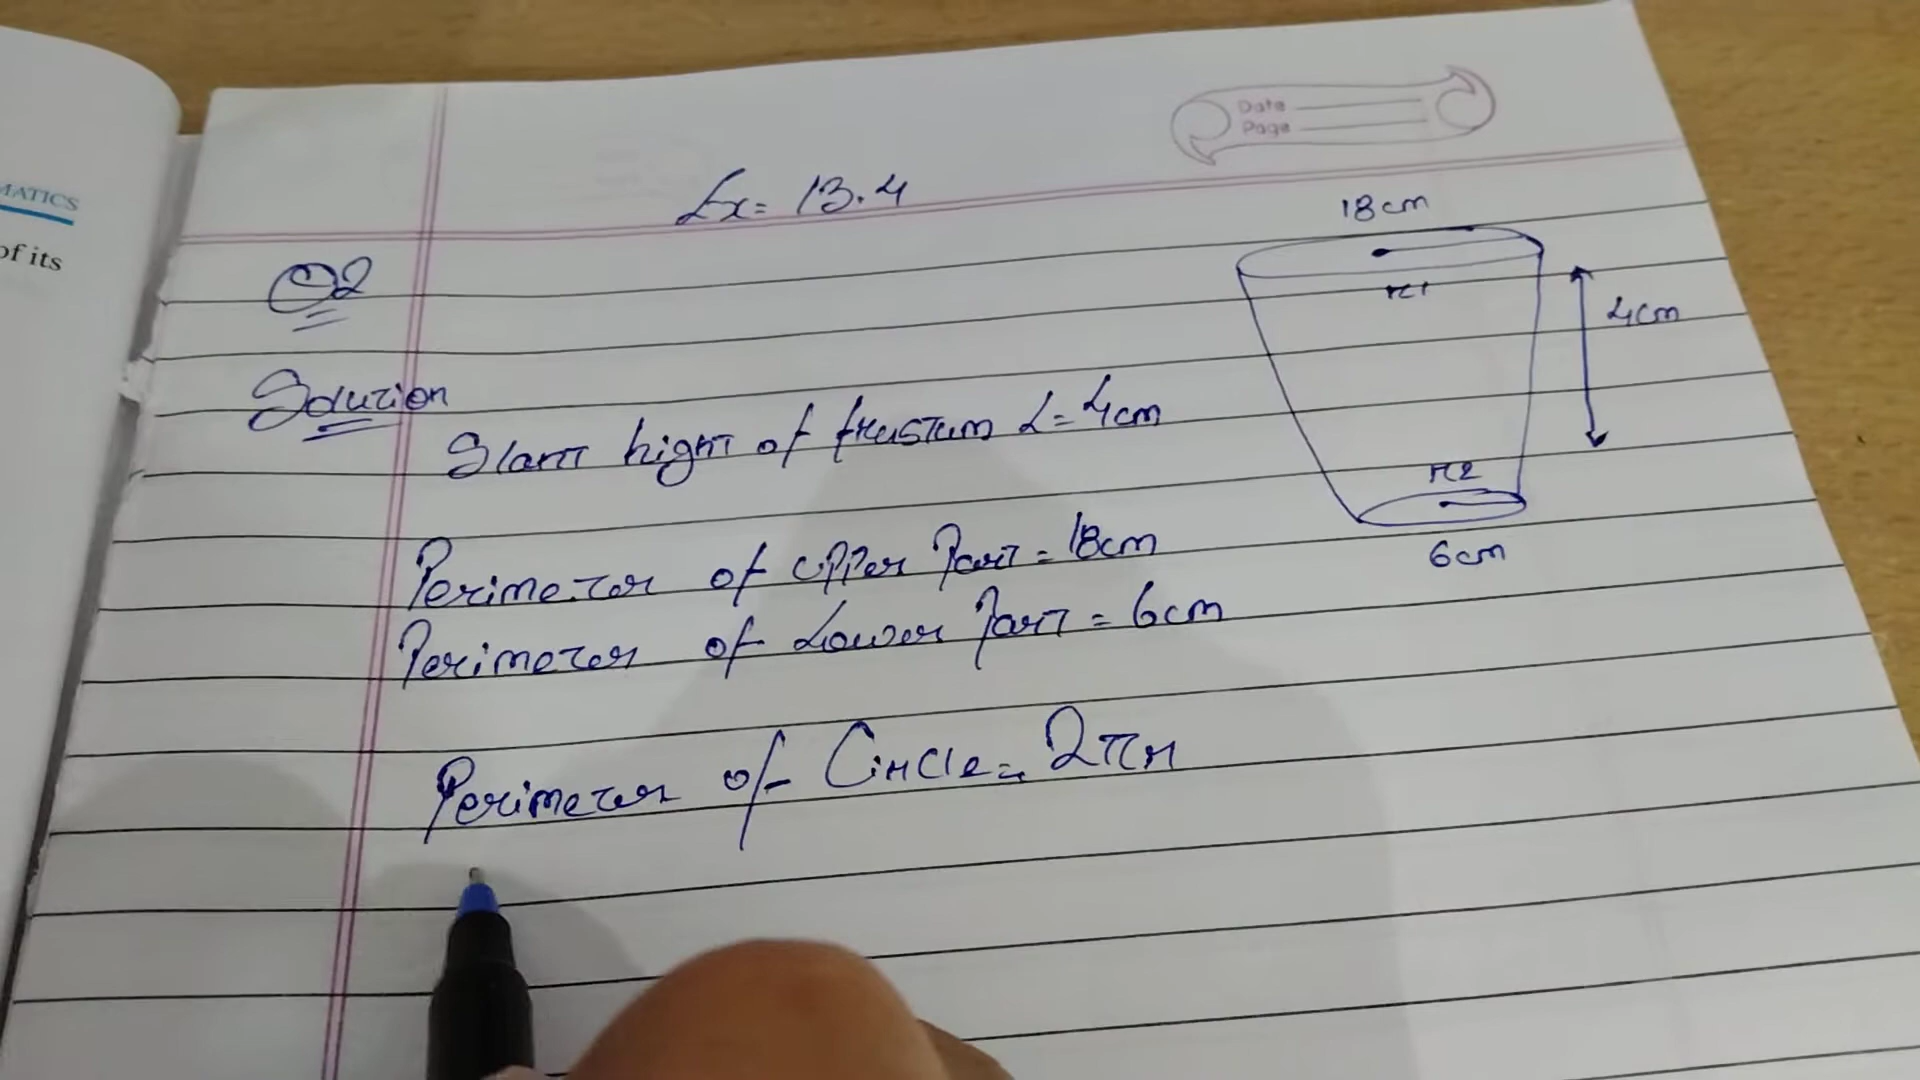 MATICS
of its
Date
Page
Ex = 13.4
18cm
Q2
r1
4cm
Soluzion
Slant hight of frustum L = 4cm
r2
6cm
Perimeter of upper Part = 18cm
Perimeter of Lower Part = 6cm
Perimeter of Circle = 2πr